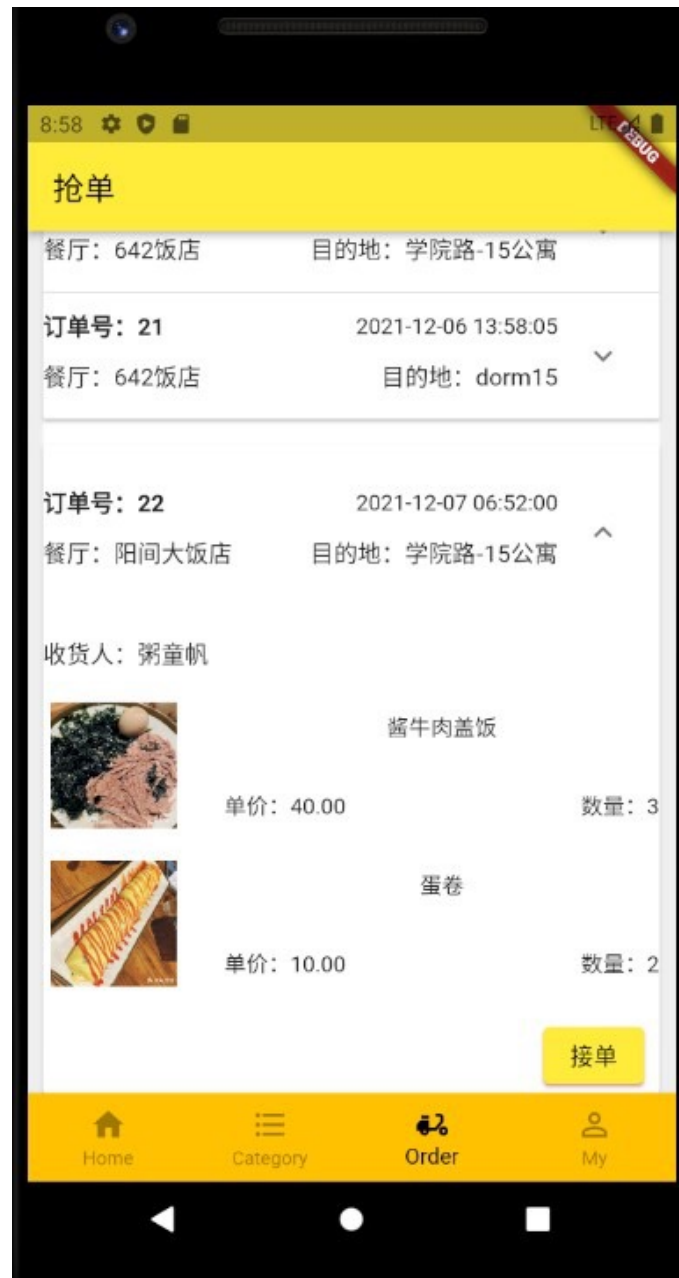 8:58 LTE
DEBUG
抢单
餐厅：642饭店 目的地：学院路-15公寓
订单号：21 2021-12-06 13:58:05
餐厅：642饭店 目的地：dorm15
订单号：22 2021-12-07 06:52:00
餐厅：阳间大饭店 目的地：学院路-15公寓
收货人：粥童帆
酱牛肉盖饭
单价：40.00 数量：3
蛋卷
单价：10.00 数量：2
接单
Home Category Order My